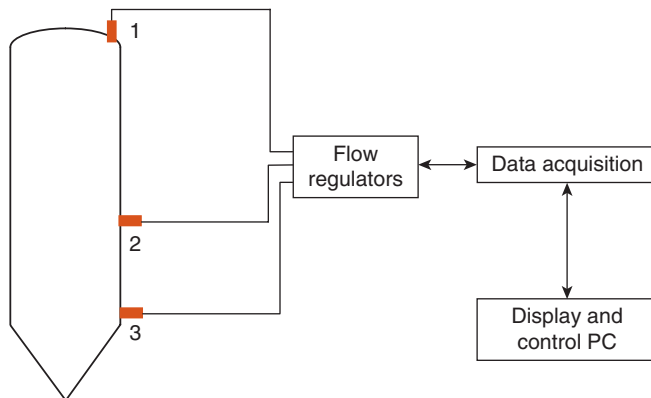 1
Flow
regulators
Data acquisition
2
3
Display and
control PC